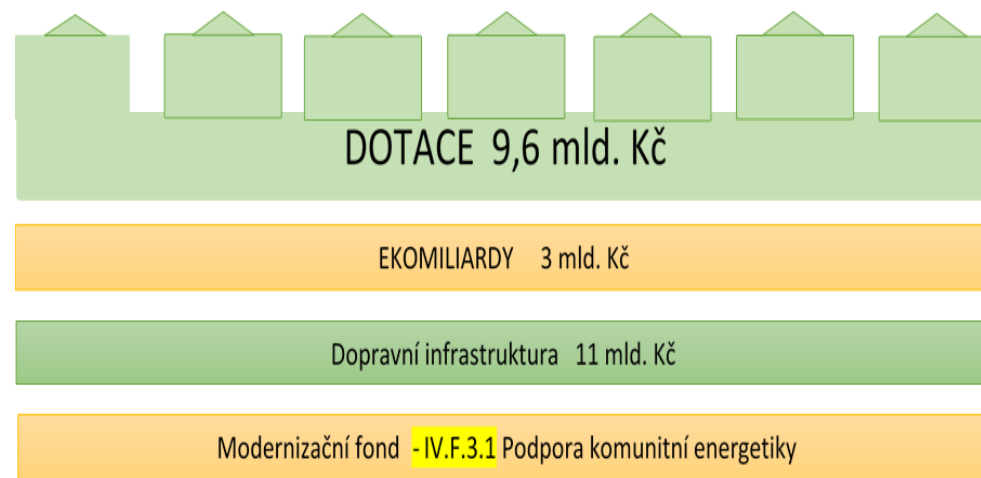 DOTACE 9,6 mld. Kč
EKOMILIARDY 3 mld. Kč
Dopravní infrastruktura 11 mld. Kč
Modernizační fond - IV.F.3.1 Podpora komunitní energetiky